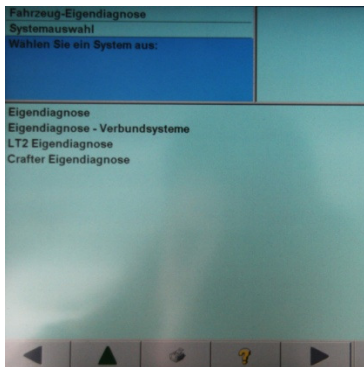 Fahrzeug-Eigendiagnose
Systemauswahl
Wählen Sie ein System aus:
Eigendiagnose
Eigendiagnose - Verbundsysteme
LT2 Eigendiagnose
Crafter Eigendiagnose